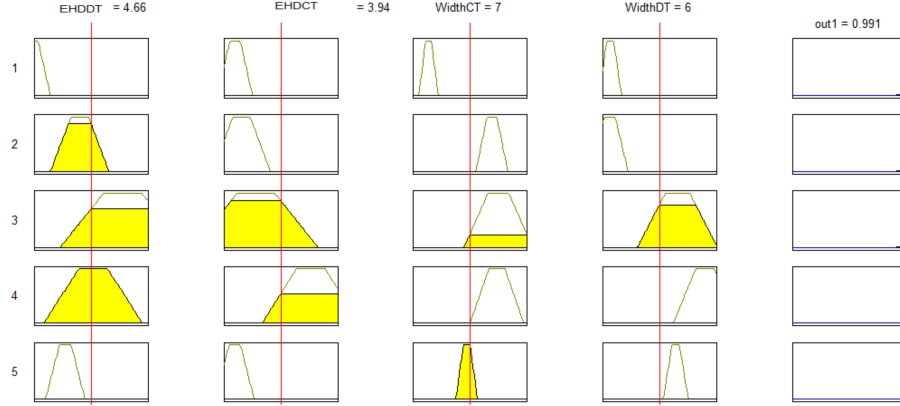 EHDDT = 4.66
EHDCT = 3.94
WidthCT = 7
WidthDT = 6
out1 = 0.991
1
2
3
4
5